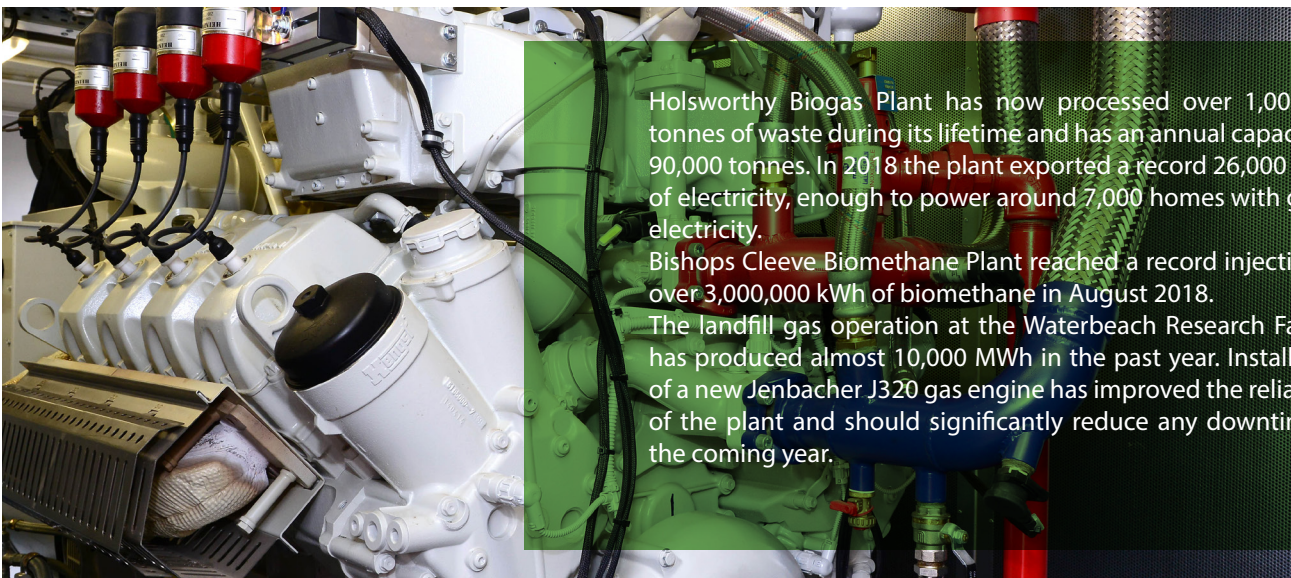 Holsworthy Biogas Plant has now processed over 1,00
tonnes of waste during its lifetime and has an annual capac
90,000 tonnes. In 2018 the plant exported a record 26,000
of electricity, enough to power around 7,000 homes with g
electricity.
Bishops Cleeve Biomethane Plant reached a record injecti
over 3,000,000 kWh of biomethane in August 2018.
The landfill gas operation at the Waterbeach Research Fa
has produced almost 10,000 MWh in the past year. Install
of a new Jenbacher J320 gas engine has improved the relia
of the plant and should significantly reduce any downti
the coming year.